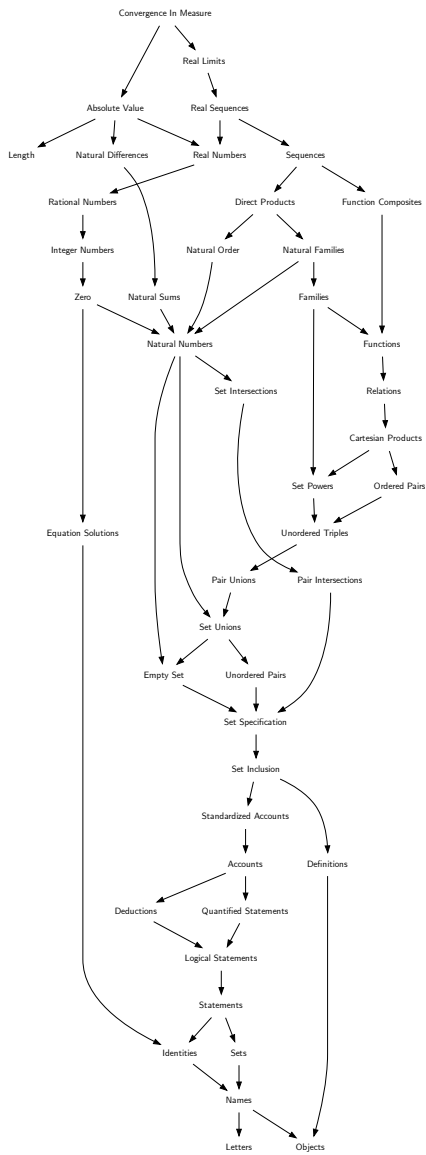 Convergence In Measure
Real Limits
Absolute Value
Real Sequences
Length
Natural Differences
Real Numbers
Sequences
Rational Numbers
Direct Products
Function Composites
Integer Numbers
Natural Order
Natural Families
Zero
Natural Sums
Families
Natural Numbers
Functions
Set Intersections
Relations
Cartesian Products
Set Powers
Ordered Pairs
Equation Solutions
Unordered Triples
Pair Unions
Pair Intersections
Set Unions
Empty Set
Unordered Pairs
Set Specification
Set Inclusion
Standardized Accounts
Accounts
Definitions
Deductions
Quantified Statements
Logical Statements
Statements
Identities
Sets
Names
Letters
Objects